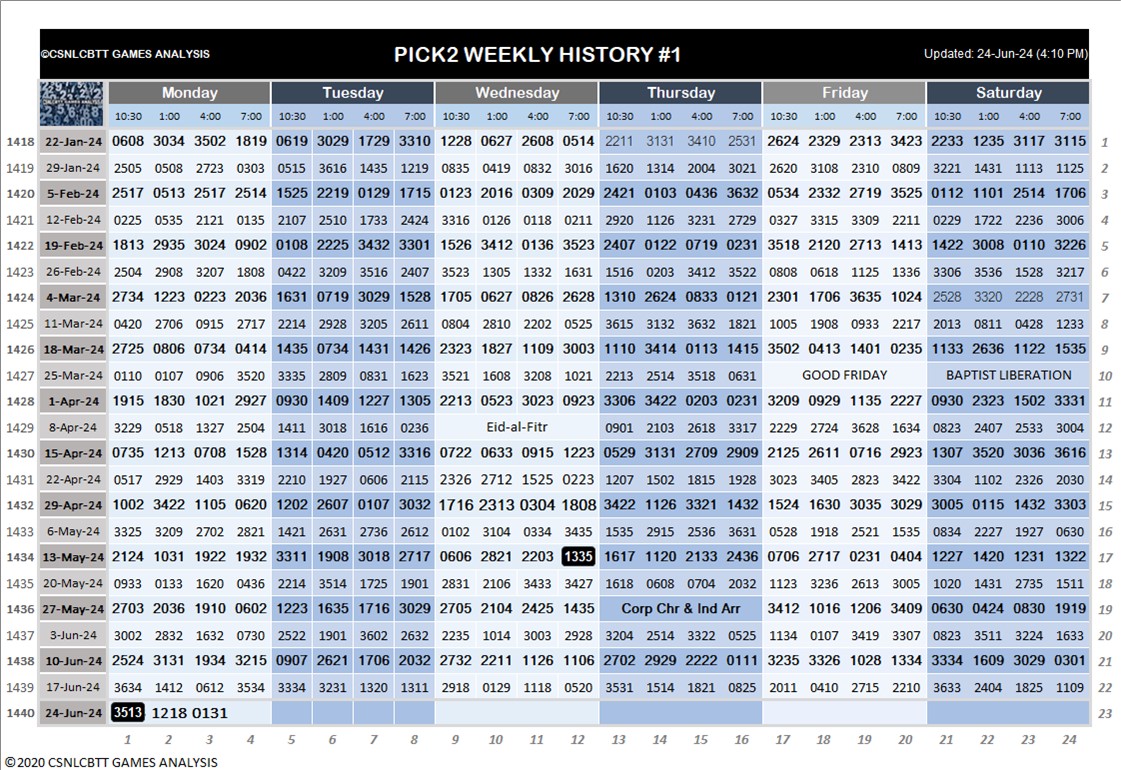 ©CSNLCBTT GAMES ANALYSIS PICK2 WEEKLY HISTORY #1 Updated: 24-Jun-24 (4:10 PM)
CSNLCBTT GAMES ANALYSIS Monday Tuesday Wednesday Thursday Friday Saturday
10:30 1:00 4:00 7:00 10:30 1:00 4:00 7:00 10:30 1:00 4:00 7:00 10:30 1:00 4:00 7:00 10:30 1:00 4:00 7:00 10:30 1:00 4:00 7:00
1418 22-Jan-24 0608 3034 3502 1819 0619 3029 1729 3310 1228 0627 2608 0514 2211 3131 3410 2531 2624 2329 2313 3423 2233 1235 3117 3115 1
1419 29-Jan-24 2505 0508 2723 0303 0515 3616 1435 1219 0835 0419 0832 3016 1620 1314 2004 3021 2620 3108 2310 0809 3221 1431 1113 1125 2
1420 5-Feb-24 2517 0513 2517 2514 1525 2219 0129 1715 0123 2016 0309 2029 2421 0103 0436 3632 0534 2332 2719 3525 0112 1101 2514 1706 3
1421 12-Feb-24 0225 0535 2121 0135 2107 2510 1733 2424 3316 0126 0118 0211 2920 1126 3231 2729 0327 3315 3309 2211 0229 1722 2236 3006 4
1422 19-Feb-24 1813 2935 3024 0902 0108 2225 3432 3301 1526 3412 0136 3523 2407 0122 0719 0231 3518 2120 2713 1413 1422 3008 0110 3226 5
1423 26-Feb-24 2504 2908 3207 1808 0422 3209 3516 2407 3523 1305 1332 1631 1516 0203 3412 3522 0808 0618 1125 1336 3306 3536 1528 3217 6
1424 4-Mar-24 2734 1223 0223 2036 1631 0719 3029 1528 1705 0627 0826 2628 1310 2624 0833 0121 2301 1706 3635 1024 2528 3320 2228 2731 7
1425 11-Mar-24 0420 2706 0915 2717 2214 2928 3205 2611 0804 2810 2202 0525 3615 3132 3632 1821 1005 1908 0933 2217 2013 0811 0428 1233 8
1426 18-Mar-24 2725 0806 0734 0414 1435 0734 1431 1426 2323 1827 1109 3003 1110 3414 0113 1415 3502 0413 1401 0235 1133 2636 1122 1535 9
1427 25-Mar-24 0110 0107 0906 3520 3335 2809 0831 1623 3521 1608 3208 1021 2213 2514 3518 0631 GOOD FRIDAY BAPTIST LIBERATION 10
1428 1-Apr-24 1915 1830 1021 2927 0930 1409 1227 1305 2213 0523 3023 0923 3306 3422 0203 0231 3209 0929 1135 2227 0930 2323 1502 3331 11
1429 8-Apr-24 3229 0518 1327 2504 1411 3018 1616 0236 Eid-al-Fitr 0901 2103 2618 3317 2229 2724 3628 1634 0823 2407 2533 3004 12
1430 15-Apr-24 0735 1213 0708 1528 1314 0420 0512 3316 0722 0633 0915 1223 0529 3131 2709 2909 2125 2611 0716 2923 1307 3520 3036 3616 13
1431 22-Apr-24 0517 2929 1403 3319 2210 1927 0606 2115 2326 2712 1525 0223 1207 1502 1815 1928 3023 3405 2823 3422 3304 1102 2326 2030 14
1432 29-Apr-24 1002 3422 1105 0620 1202 2607 0107 3032 1716 2313 0304 1808 3422 1126 3321 1432 1524 1630 3035 3029 3005 0115 1432 3303 15
1433 6-May-24 3325 3209 2702 2821 1421 2631 2736 2612 0102 3104 0334 3435 1535 2915 2536 3631 0528 1918 2521 1535 0834 2227 1927 0630 16
1434 13-May-24 2124 1031 1922 1932 3311 1908 3018 2717 0606 2821 2203 1335 1617 1120 2133 2436 0706 2717 0231 0404 1227 1420 1231 1322 17
1435 20-May-24 0933 0133 1620 0436 2214 3514 1725 1901 2831 2106 3433 3427 1618 0608 0704 2032 1123 3236 2613 3005 1020 1431 2735 1511 18
1436 27-May-24 2703 2036 1910 0602 1223 1635 1716 3029 2705 2104 2425 1435 Corp Chr & Ind Arr 3412 1016 1206 3409 0630 0424 0830 1919 19
1437 3-Jun-24 3002 2832 1632 0730 2522 1901 3602 2632 2235 1014 3003 2928 3204 2514 3322 0525 1134 0107 3419 3307 0823 3511 3224 1633 20
1438 10-Jun-24 2524 3131 1934 3215 0907 2621 1706 2032 2732 2211 1126 1106 2702 2929 2222 0111 3235 3326 1028 1334 3334 1609 3029 0301 21
1439 17-Jun-24 3634 1412 0612 3534 3334 3231 1320 1311 2918 0129 1118 0520 3531 1514 1821 0825 2011 0410 2715 2210 3633 2404 1825 1109 22
1440 24-Jun-24 3513 1218 0131 23
1 2 3 4 5 6 7 8 9 10 11 12 13 14 15 16 17 18 19 20 21 22 23 24
©2020 CSNLCBTT GAMES ANALYSIS